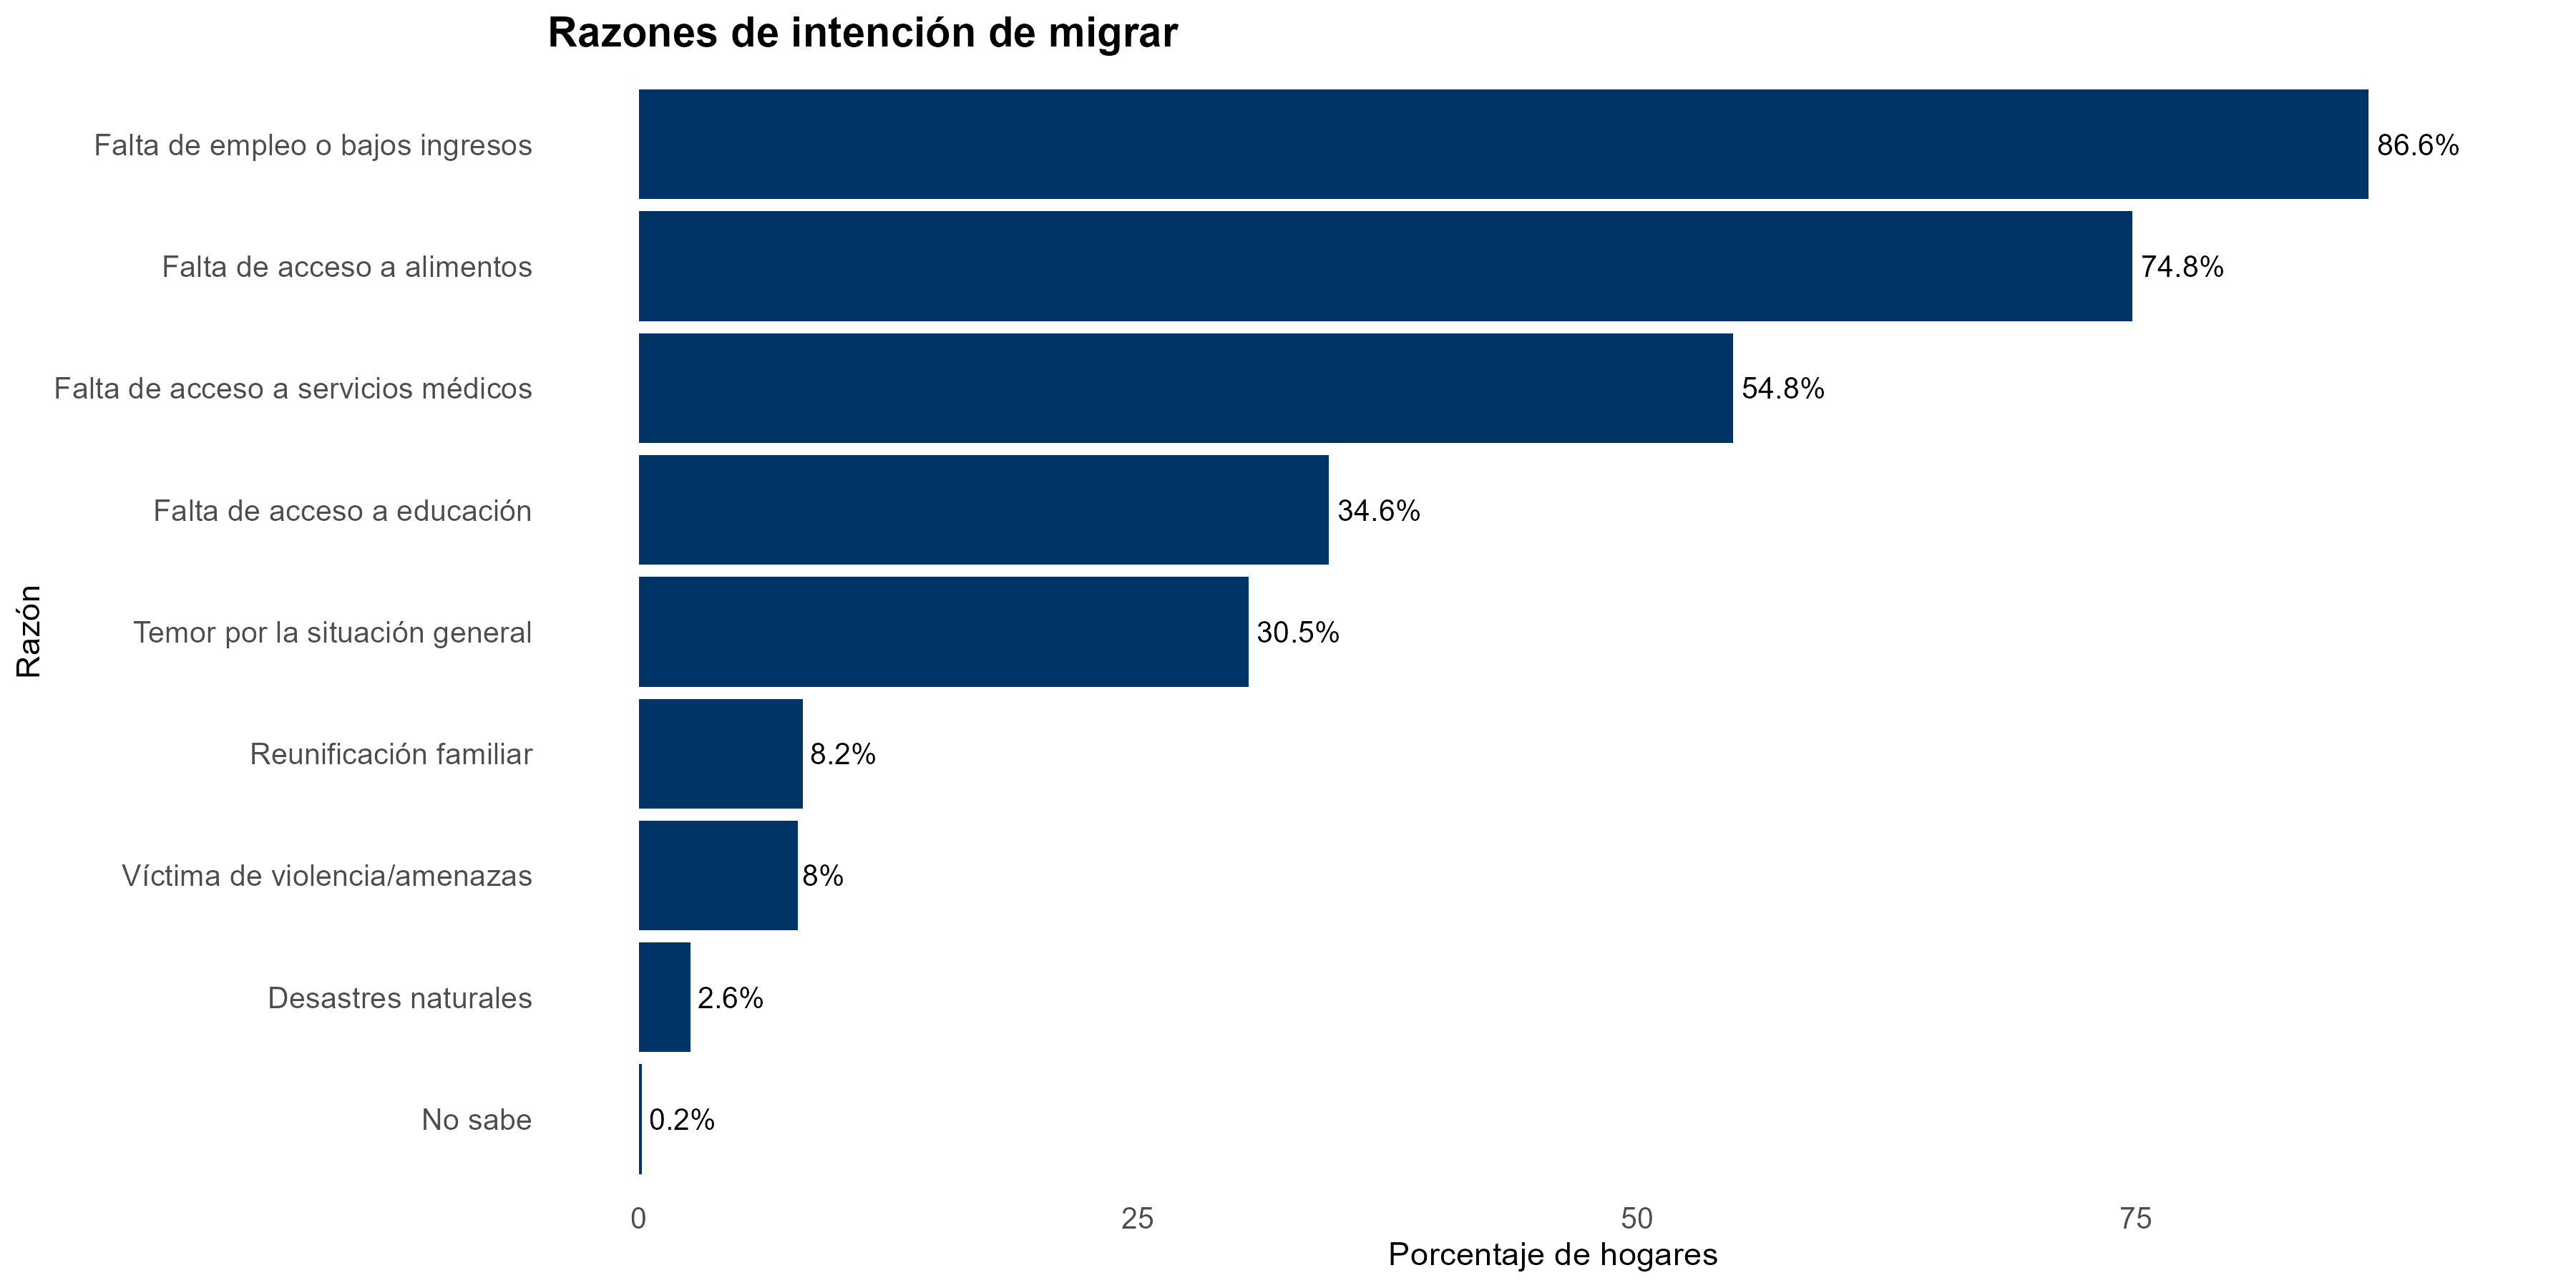 Razones de intención de migrar
Falta de empleo o bajos ingresos
86.6%
Falta de acceso a alimentos
74.8%
Falta de acceso a servicios médicos
54.8%
Falta de acceso a educación
34.6%
Temor por la situación general
30.5%
Reunificación familiar
8.2%
Víctima de violencia/amenazas
8%
Desastres naturales
2.6%
No sabe
0.2%
Razón
0 25 50 75
Porcentaje de hogares